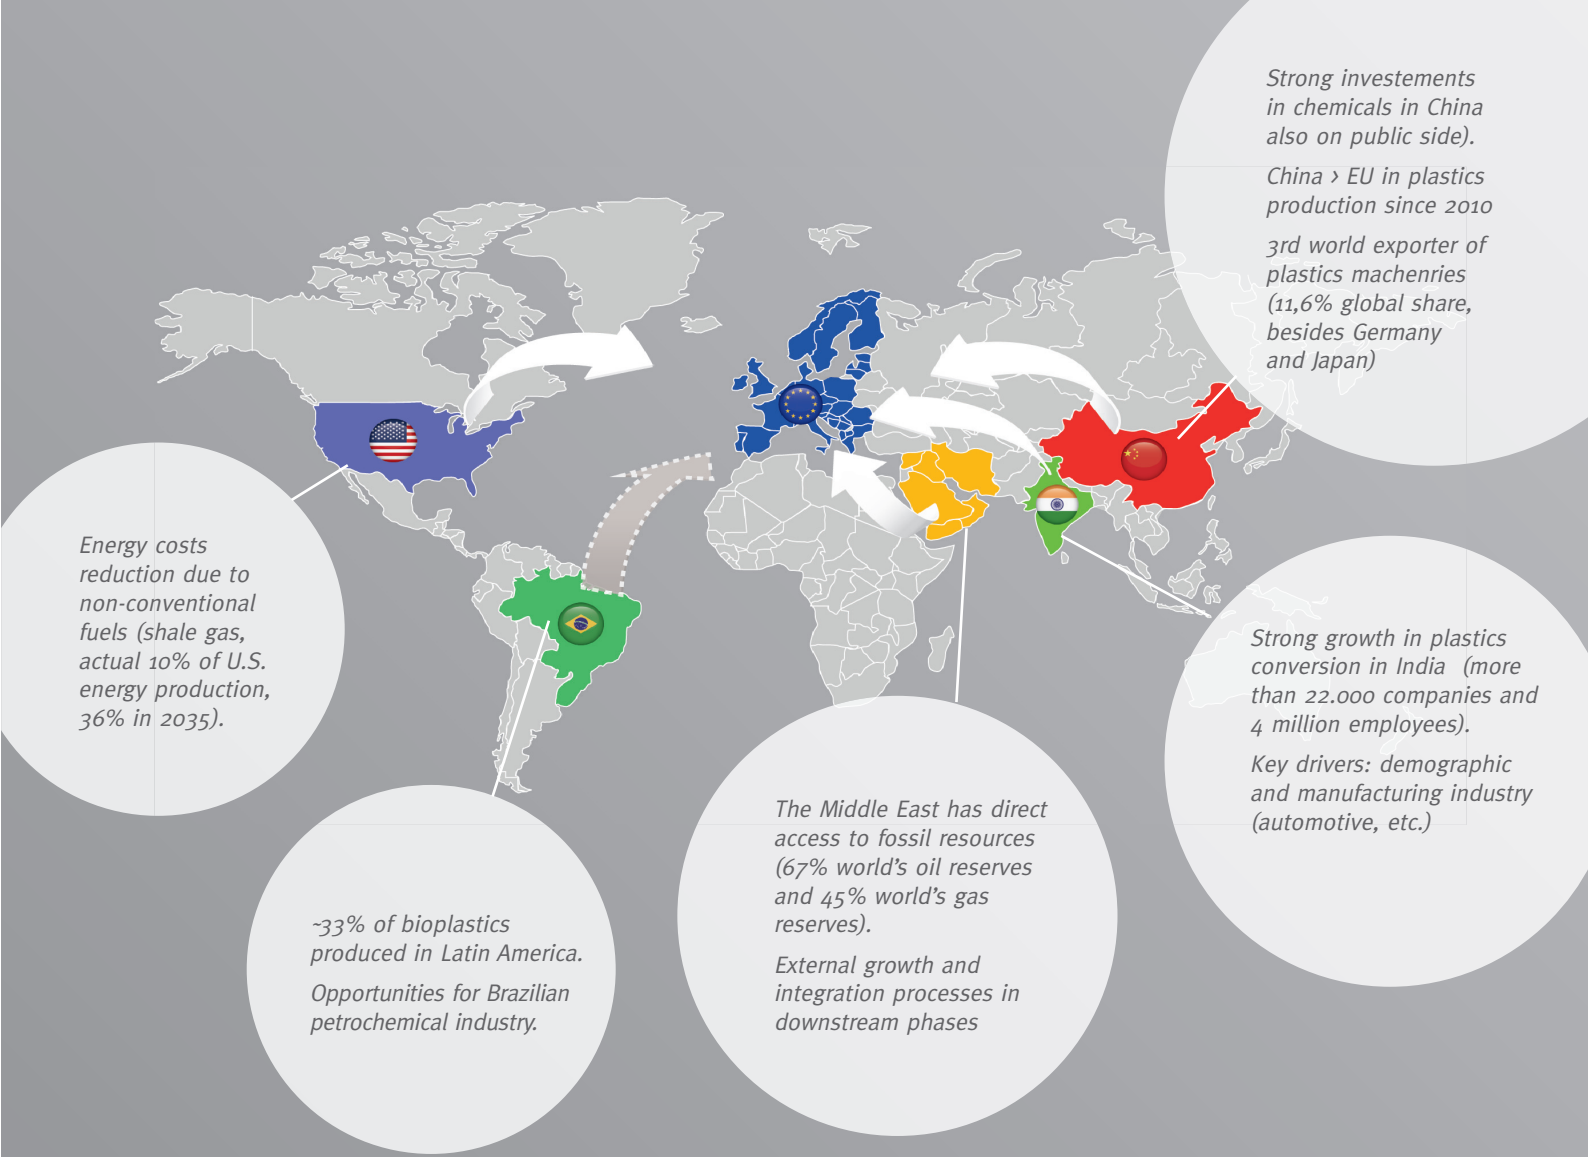 Strong investements
in chemicals in China
also on public side).
China › EU in plastics
production since 2010
3rd world exporter of
plastics machenries
(11,6% global share,
besides Germany
and Japan)
Energy costs
reduction due to
non-conventional
fuels (shale gas,
actual 10% of U.S.
energy production,
36% in 2035).
Strong growth in plastics
conversion in India (more
than 22.000 companies and
4 million employees).
Key drivers: demographic
and manufacturing industry
(automotive, etc.)
The Middle East has direct
access to fossil resources
(67% world's oil reserves
and 45% world's gas
reserves).
External growth and
integration processes in
downstream phases
~33% of bioplastics
produced in Latin America.
Opportunities for Brazilian
petrochemical industry.